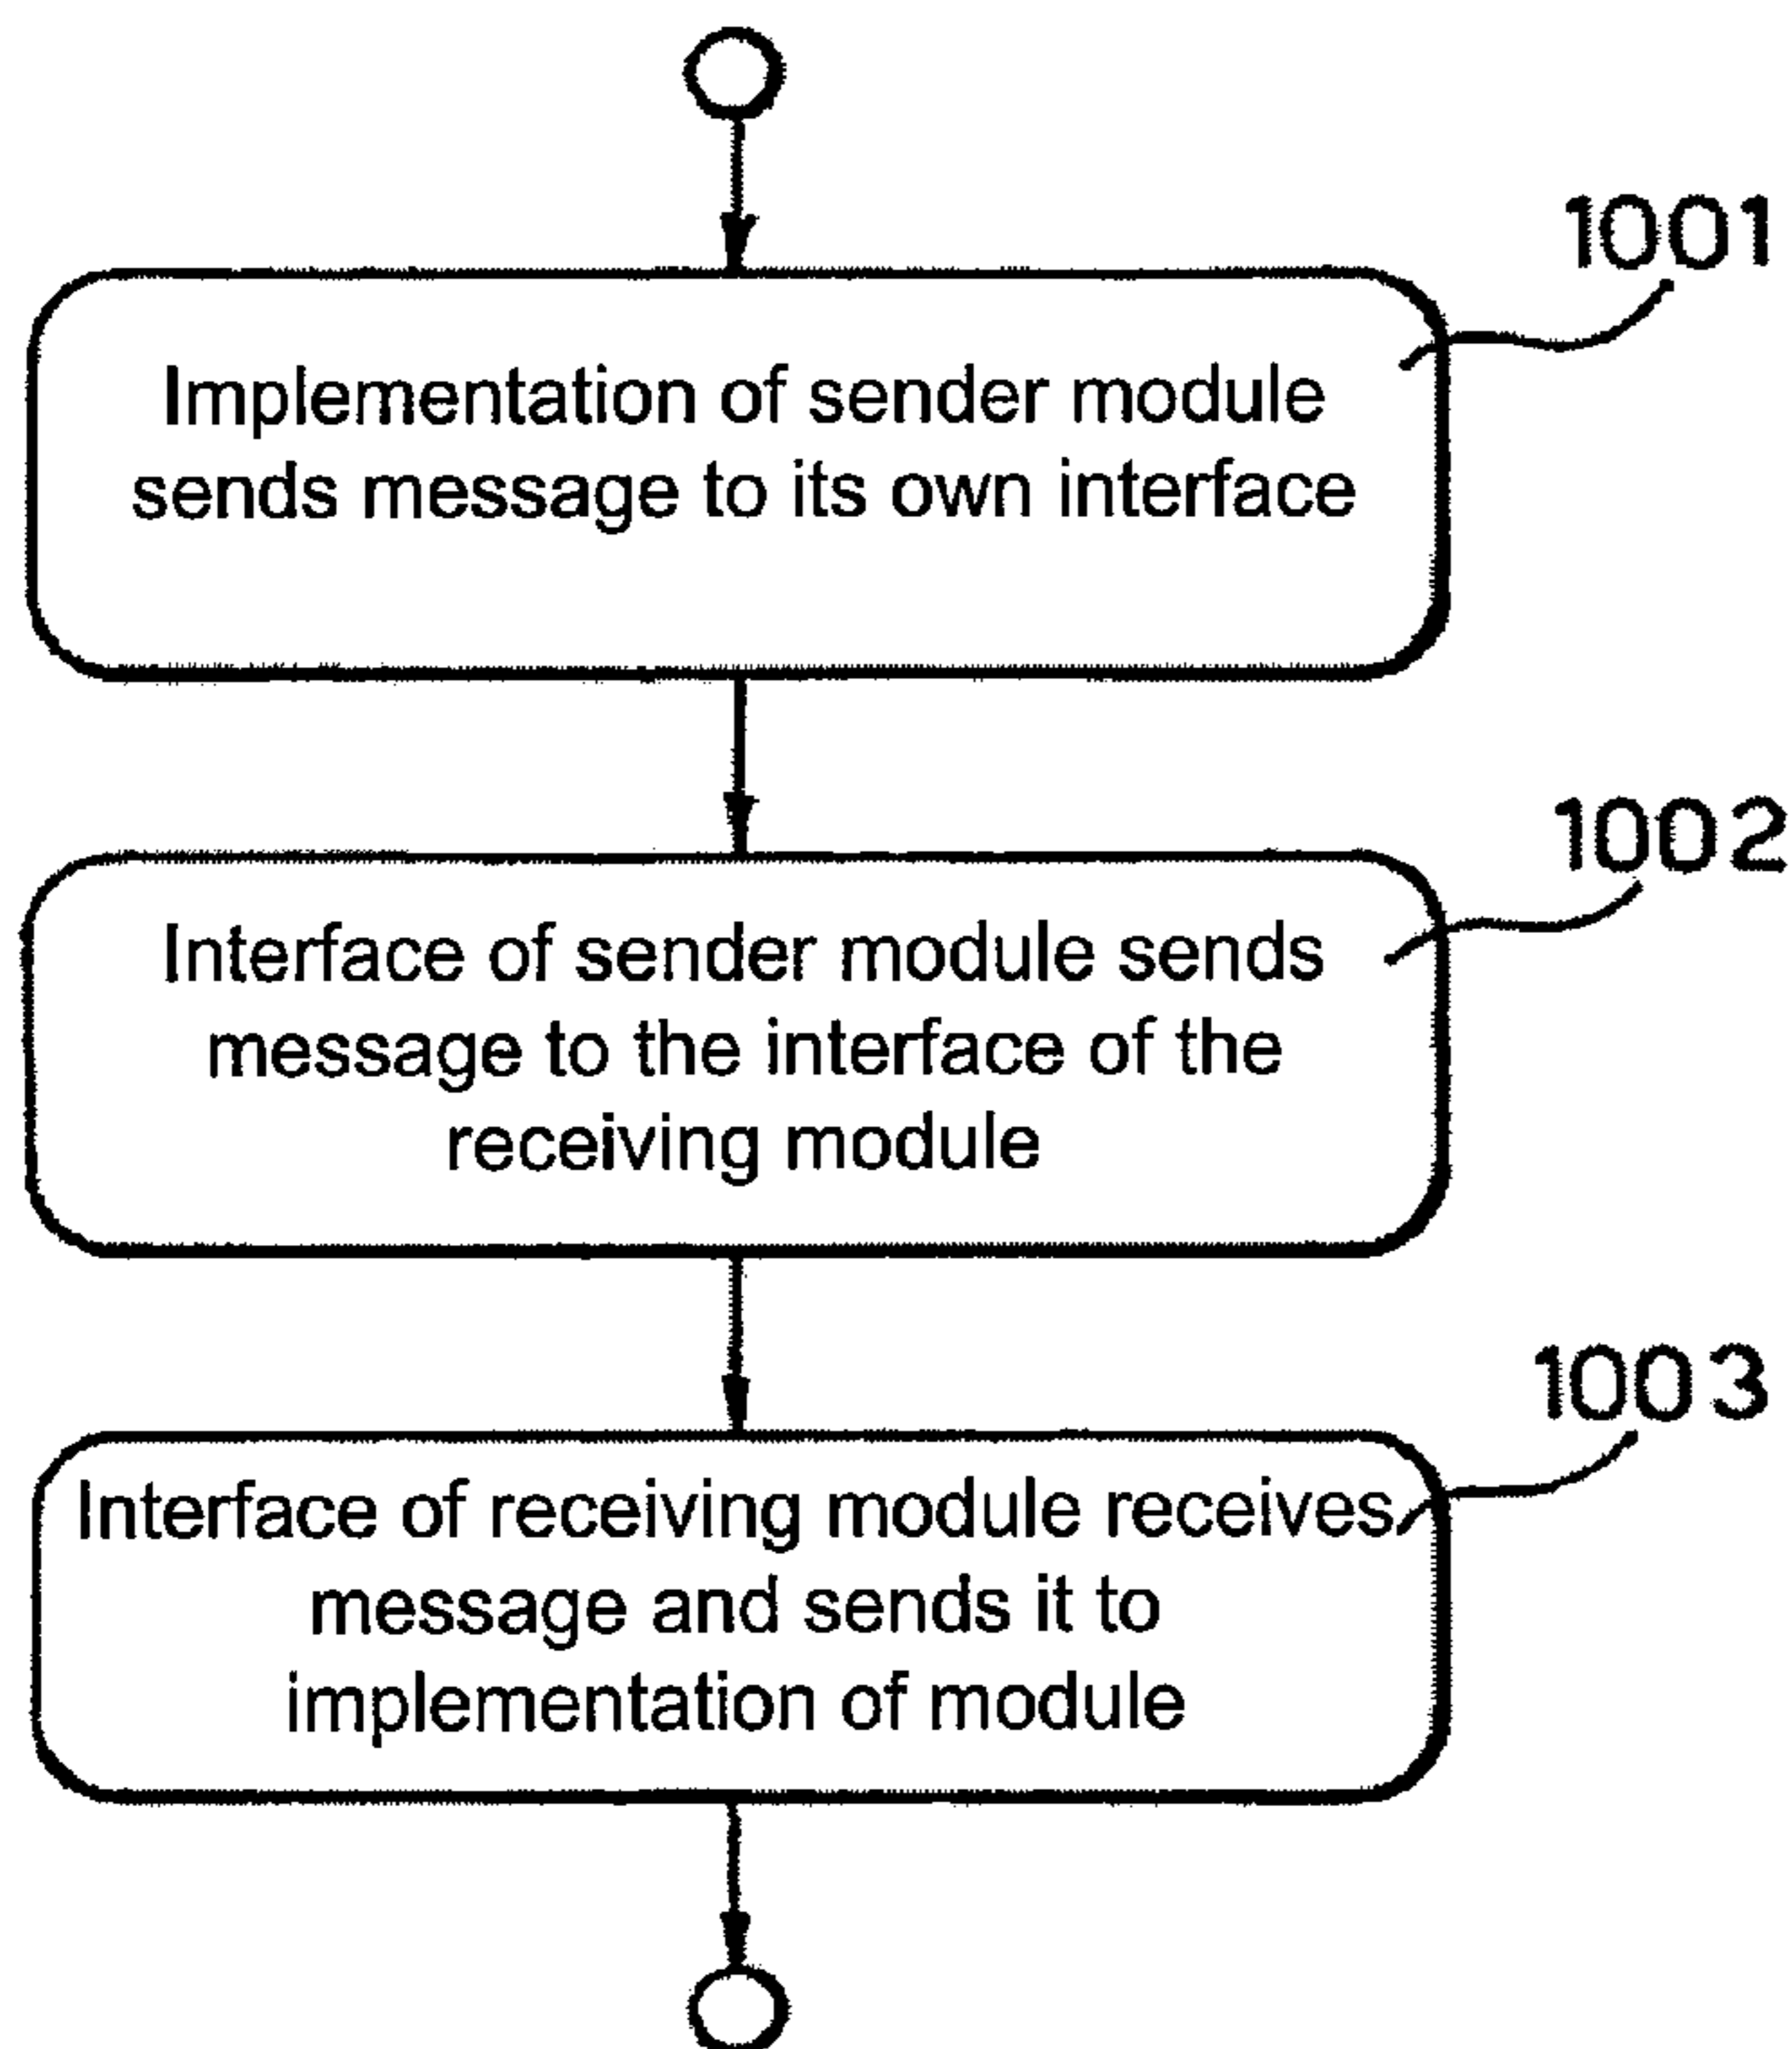 1001
Implementation of sender module
sends message to its own interface
1002
Interface of sender module sends
message to the interface of the
receiving module
1003
Interface of receiving module receives
message and sends it to
implementation of module